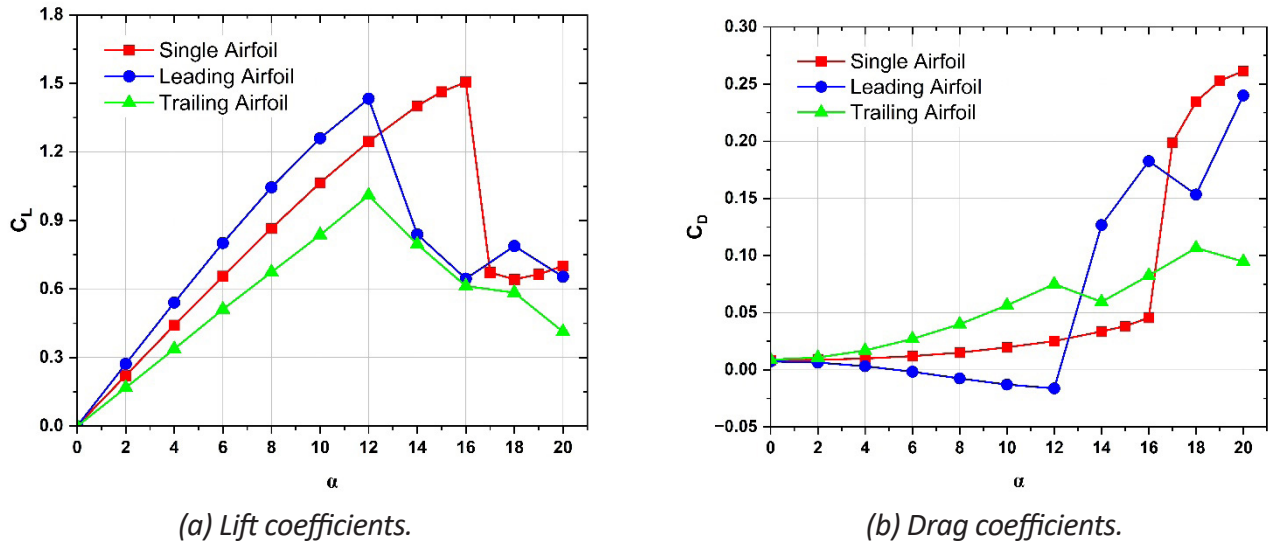 1.8
1.5
1.2
0.9
0.6
0.3
0.0
C_L
Single Airfoil
Leading Airfoil
Trailing Airfoil
0 2 4 6 8 10 12 14 16 18 20
α
(a) Lift coefficients.
0.30
0.25
0.20
0.15
0.10
0.05
0.00
−0.05
C_D
Single Airfoil
Leading Airfoil
Trailing Airfoil
0 2 4 6 8 10 12 14 16 18 20
α
(b) Drag coefficients.